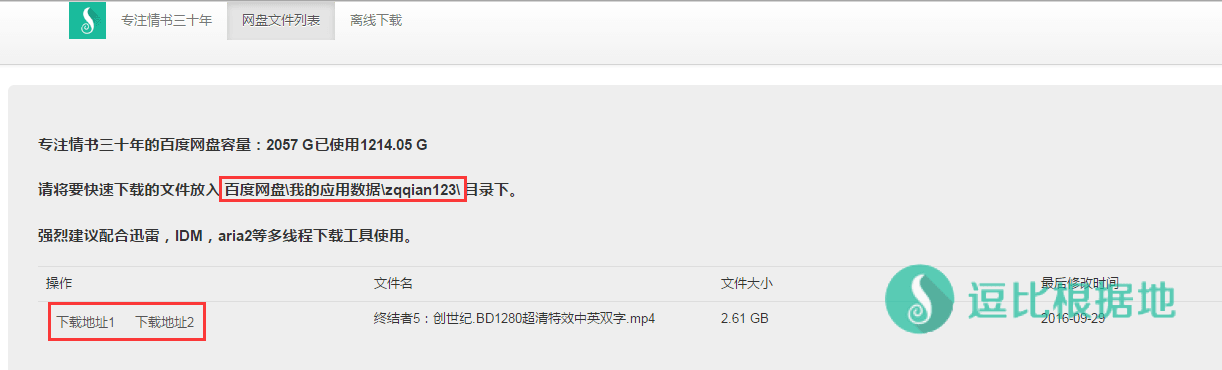 专注情书三十年 网盘文件列表 离线下载
专注情书三十年的百度网盘容量：2057 G已使用1214.05 G
请将要快速下载的文件放入 百度网盘\我的应用数据\zqqian123\ 目录下。
强烈建议配合迅雷，IDM，aria2等多线程下载工具使用。
操作 文件名 文件大小 最后修改时间
下载地址1 下载地址2 终结者5：创世纪.BD1280超清特效中英双字.mp4 2.61 GB 2016-09-29
逗比根据地